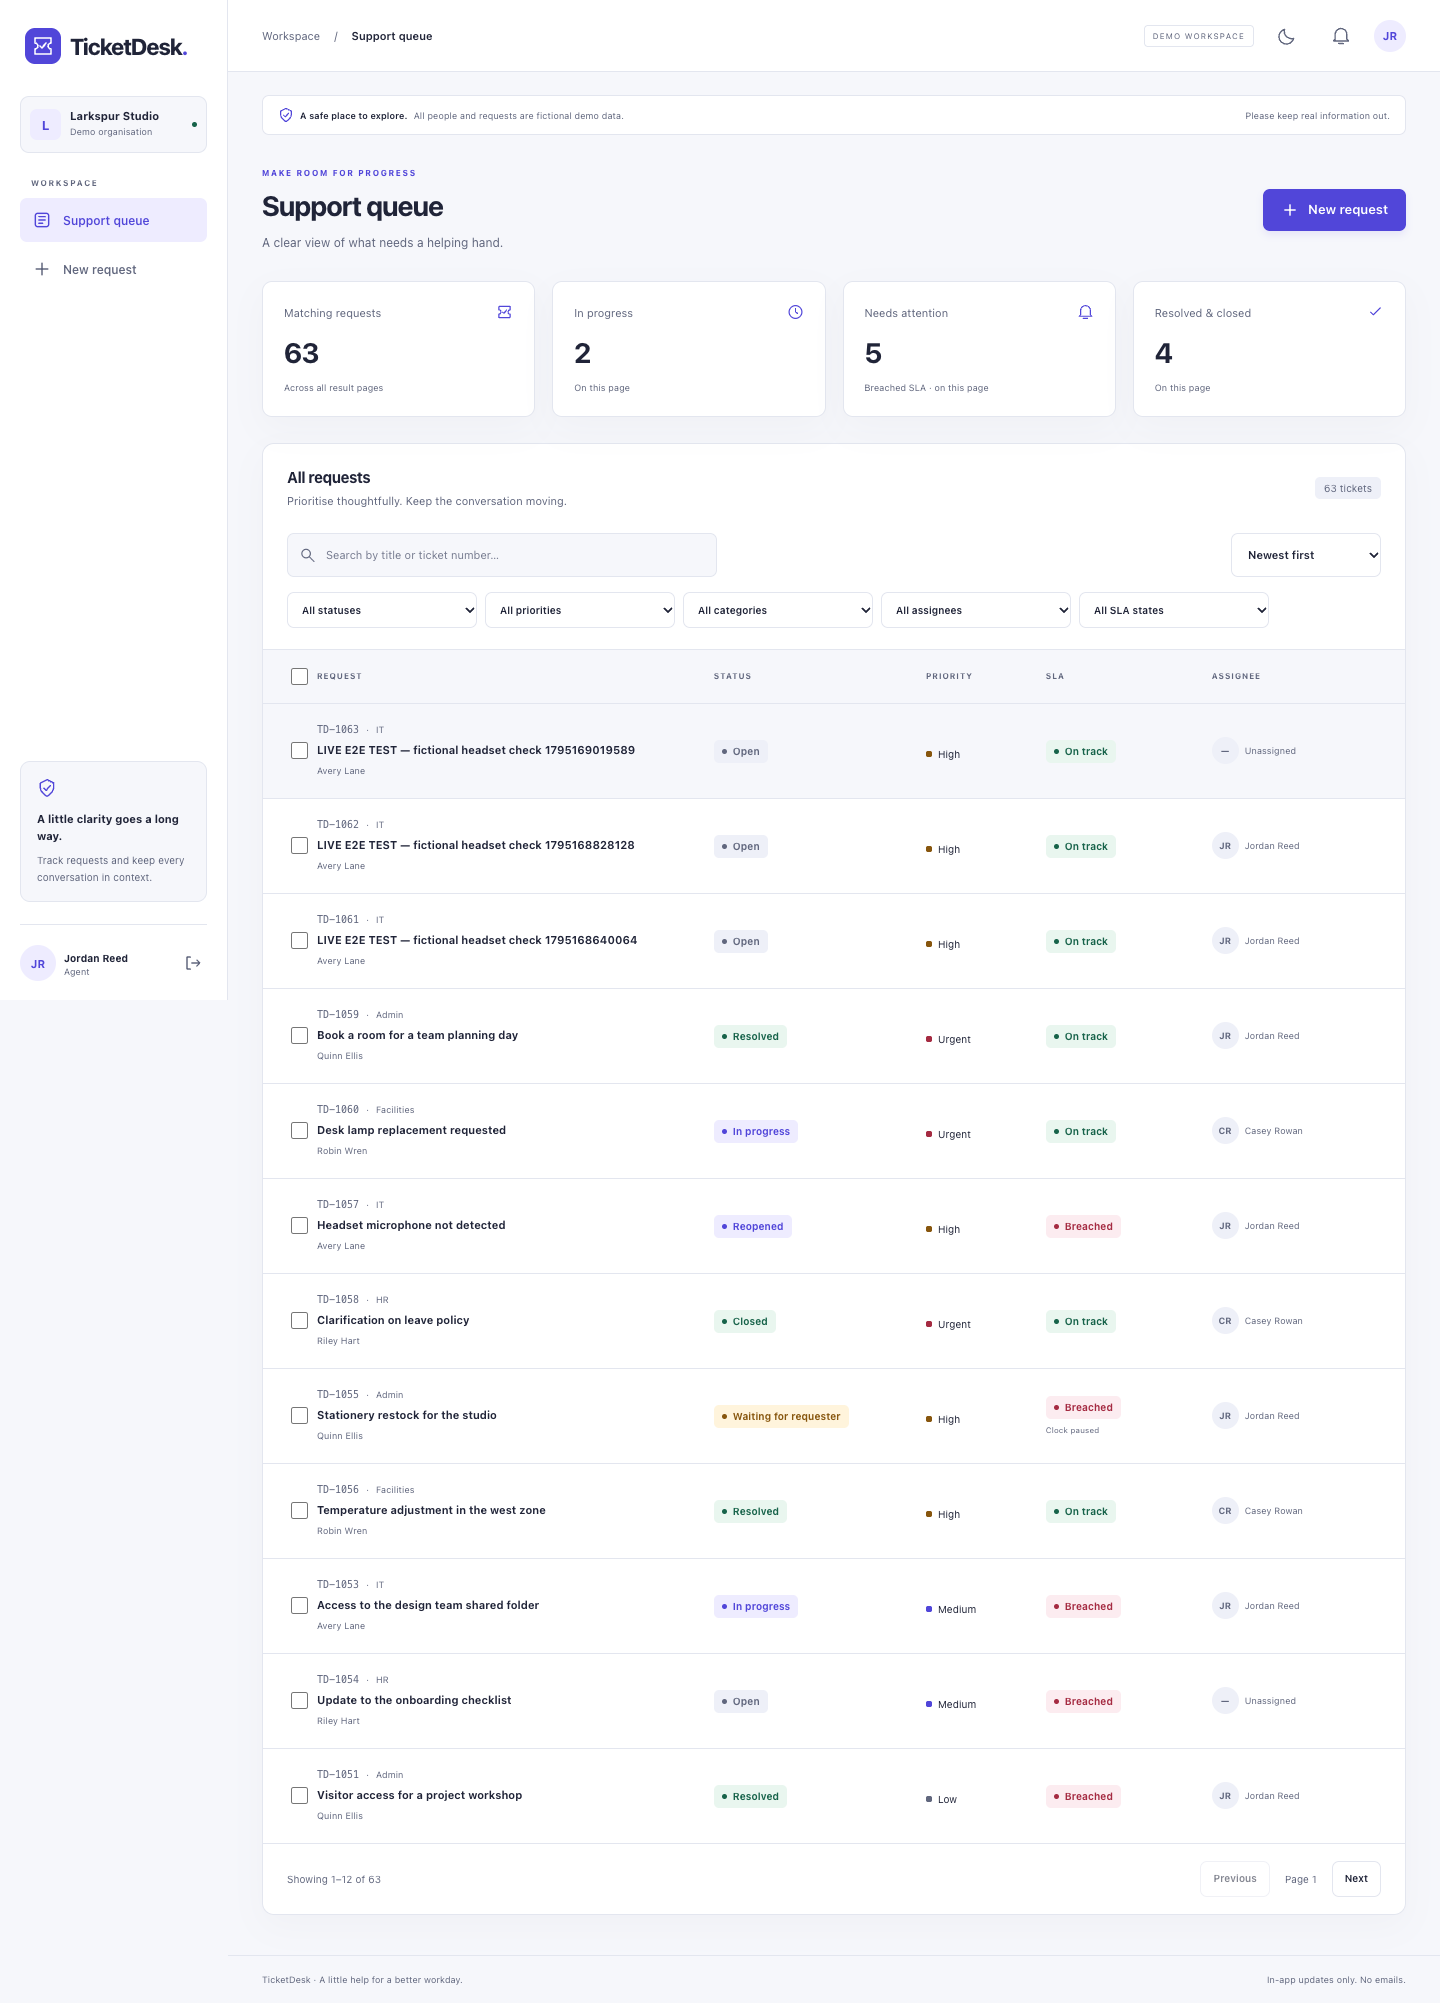 TicketDesk.
L
Larkspur Studio
Demo organisation
WORKSPACE
Support queue
New request
A little clarity goes a long
way.
Track requests and keep every
conversation in context.
JR
Jordan Reed
Agent
Workspace / Support queue
DEMO WORKSPACE
JR
A safe place to explore. All people and requests are fictional demo data.
Please keep real information out.
MAKE ROOM FOR PROGRESS
Support queue
A clear view of what needs a helping hand.
New request
Matching requests
63
Across all result pages
In progress
2
On this page
Needs attention
5
Breached SLA · on this page
Resolved & closed
4
On this page
All requests
Prioritise thoughtfully. Keep the conversation moving.
63 tickets
Search by title or ticket number...
Newest first
All statuses
All priorities
All categories
All assignees
All SLA states
REQUEST STATUS PRIORITY SLA ASSIGNEE
TD-1063 · IT
LIVE E2E TEST — fictional headset check 1795169019589
Avery Lane
Open
High
On track
— Unassigned
TD-1062 · IT
LIVE E2E TEST — fictional headset check 1795168828128
Avery Lane
Open
High
On track
JR Jordan Reed
TD-1061 · IT
LIVE E2E TEST — fictional headset check 1795168640064
Avery Lane
Open
High
On track
JR Jordan Reed
TD-1059 · Admin
Book a room for a team planning day
Quinn Ellis
Resolved
Urgent
On track
JR Jordan Reed
TD-1060 · Facilities
Desk lamp replacement requested
Robin Wren
In progress
Urgent
On track
CR Casey Rowan
TD-1057 · IT
Headset microphone not detected
Avery Lane
Reopened
High
Breached
JR Jordan Reed
TD-1058 · HR
Clarification on leave policy
Riley Hart
Closed
Urgent
On track
CR Casey Rowan
TD-1055 · Admin
Stationery restock for the studio
Quinn Ellis
Waiting for requester
High
Breached
Clock paused
JR Jordan Reed
TD-1056 · Facilities
Temperature adjustment in the west zone
Robin Wren
Resolved
High
On track
CR Casey Rowan
TD-1053 · IT
Access to the design team shared folder
Avery Lane
In progress
Medium
Breached
JR Jordan Reed
TD-1054 · HR
Update to the onboarding checklist
Riley Hart
Open
Medium
Breached
— Unassigned
TD-1051 · Admin
Visitor access for a project workshop
Quinn Ellis
Resolved
Low
Breached
JR Jordan Reed
Showing 1–12 of 63
Previous
Page 1
Next
TicketDesk · A little help for a better workday.
In-app updates only. No emails.